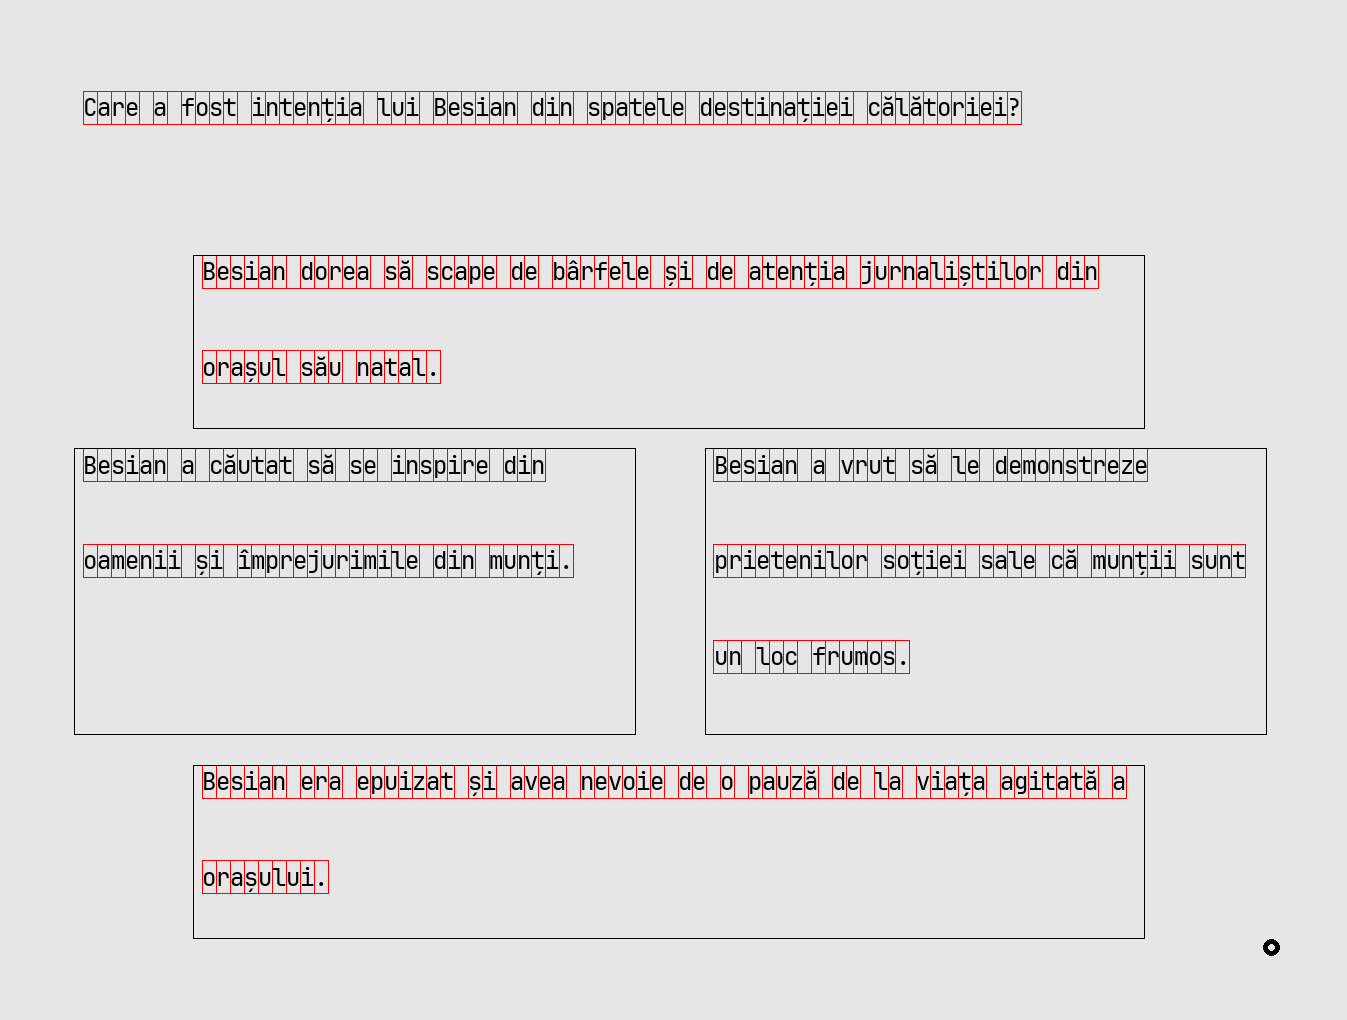 Care a fost intenția lui Besian din spatele destinației călătoriei?
Besian dorea să scape de bârfele și de atenția jurnaliștilor din
orașul său natal.
Besian a căutat să se inspire din
oamenii și împrejurimile din munți.
Besian a vrut să le demonstreze
prietenilor soției sale că munții sunt
un loc frumos.
Besian era epuizat și avea nevoie de o pauză de la viața agitată a
orașului.